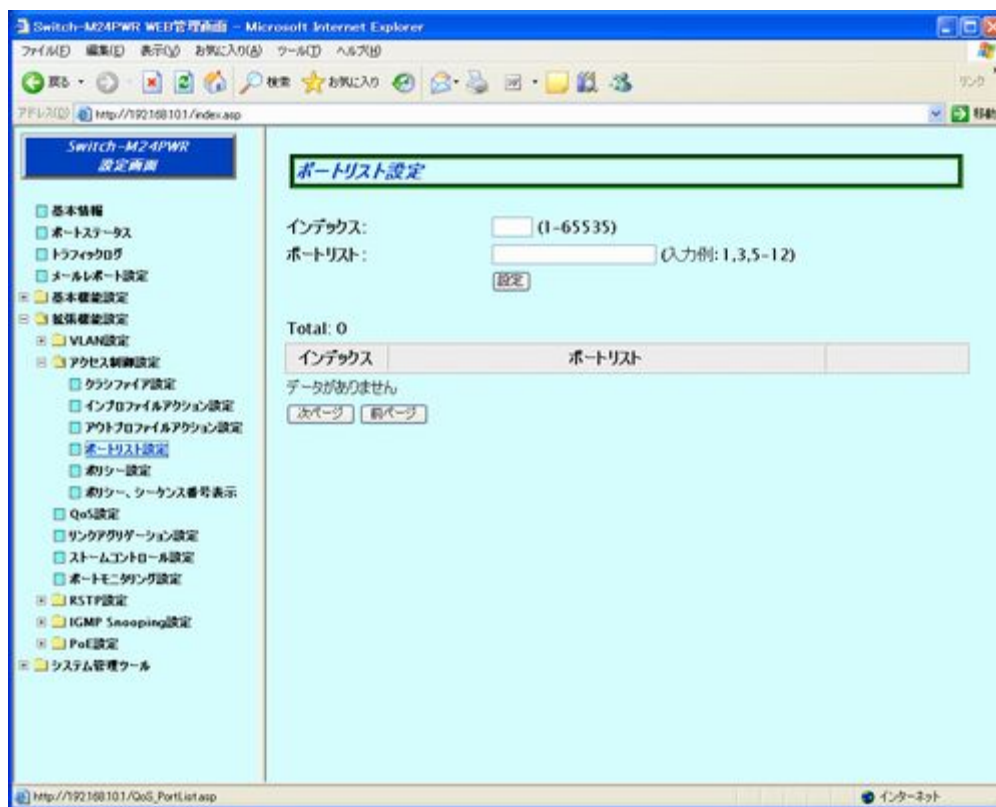 Switch-M24PWR WEB管理画面 - Microsoft Internet Explorer
ファイル(F) 編集(E) 表示(V) お気に入り(A) ツール(T) ヘルプ(H)
戻る 検索 お気に入り リンク
アドレス(D) http://192.168.10.1/index.asp 移動
Switch-M24PWR
設定画面
基本情報
ポートステータス
トラフィックログ
メールレポート設定
基本機能設定
拡張機能設定
VLAN設定
アクセス制御設定
クラシファイア設定
インプロファイルアクション設定
アウトプロファイルアクション設定
ポートリスト設定
ポリシー設定
ポリシー、シーケンス番号表示
QoS設定
リンクアグリゲーション設定
ストームコントロール設定
ポートモニタリング設定
RSTP設定
IGMP Snooping設定
PoE設定
システム管理ツール
ポートリスト設定
インデックス: (1-65535)
ポートリスト: (入力例: 1,3,5-12)
設定
Total: 0
インデックス ポートリスト
データがありません
次ページ 前ページ
http://192.168.10.1/QoS_PortList.asp インターネット